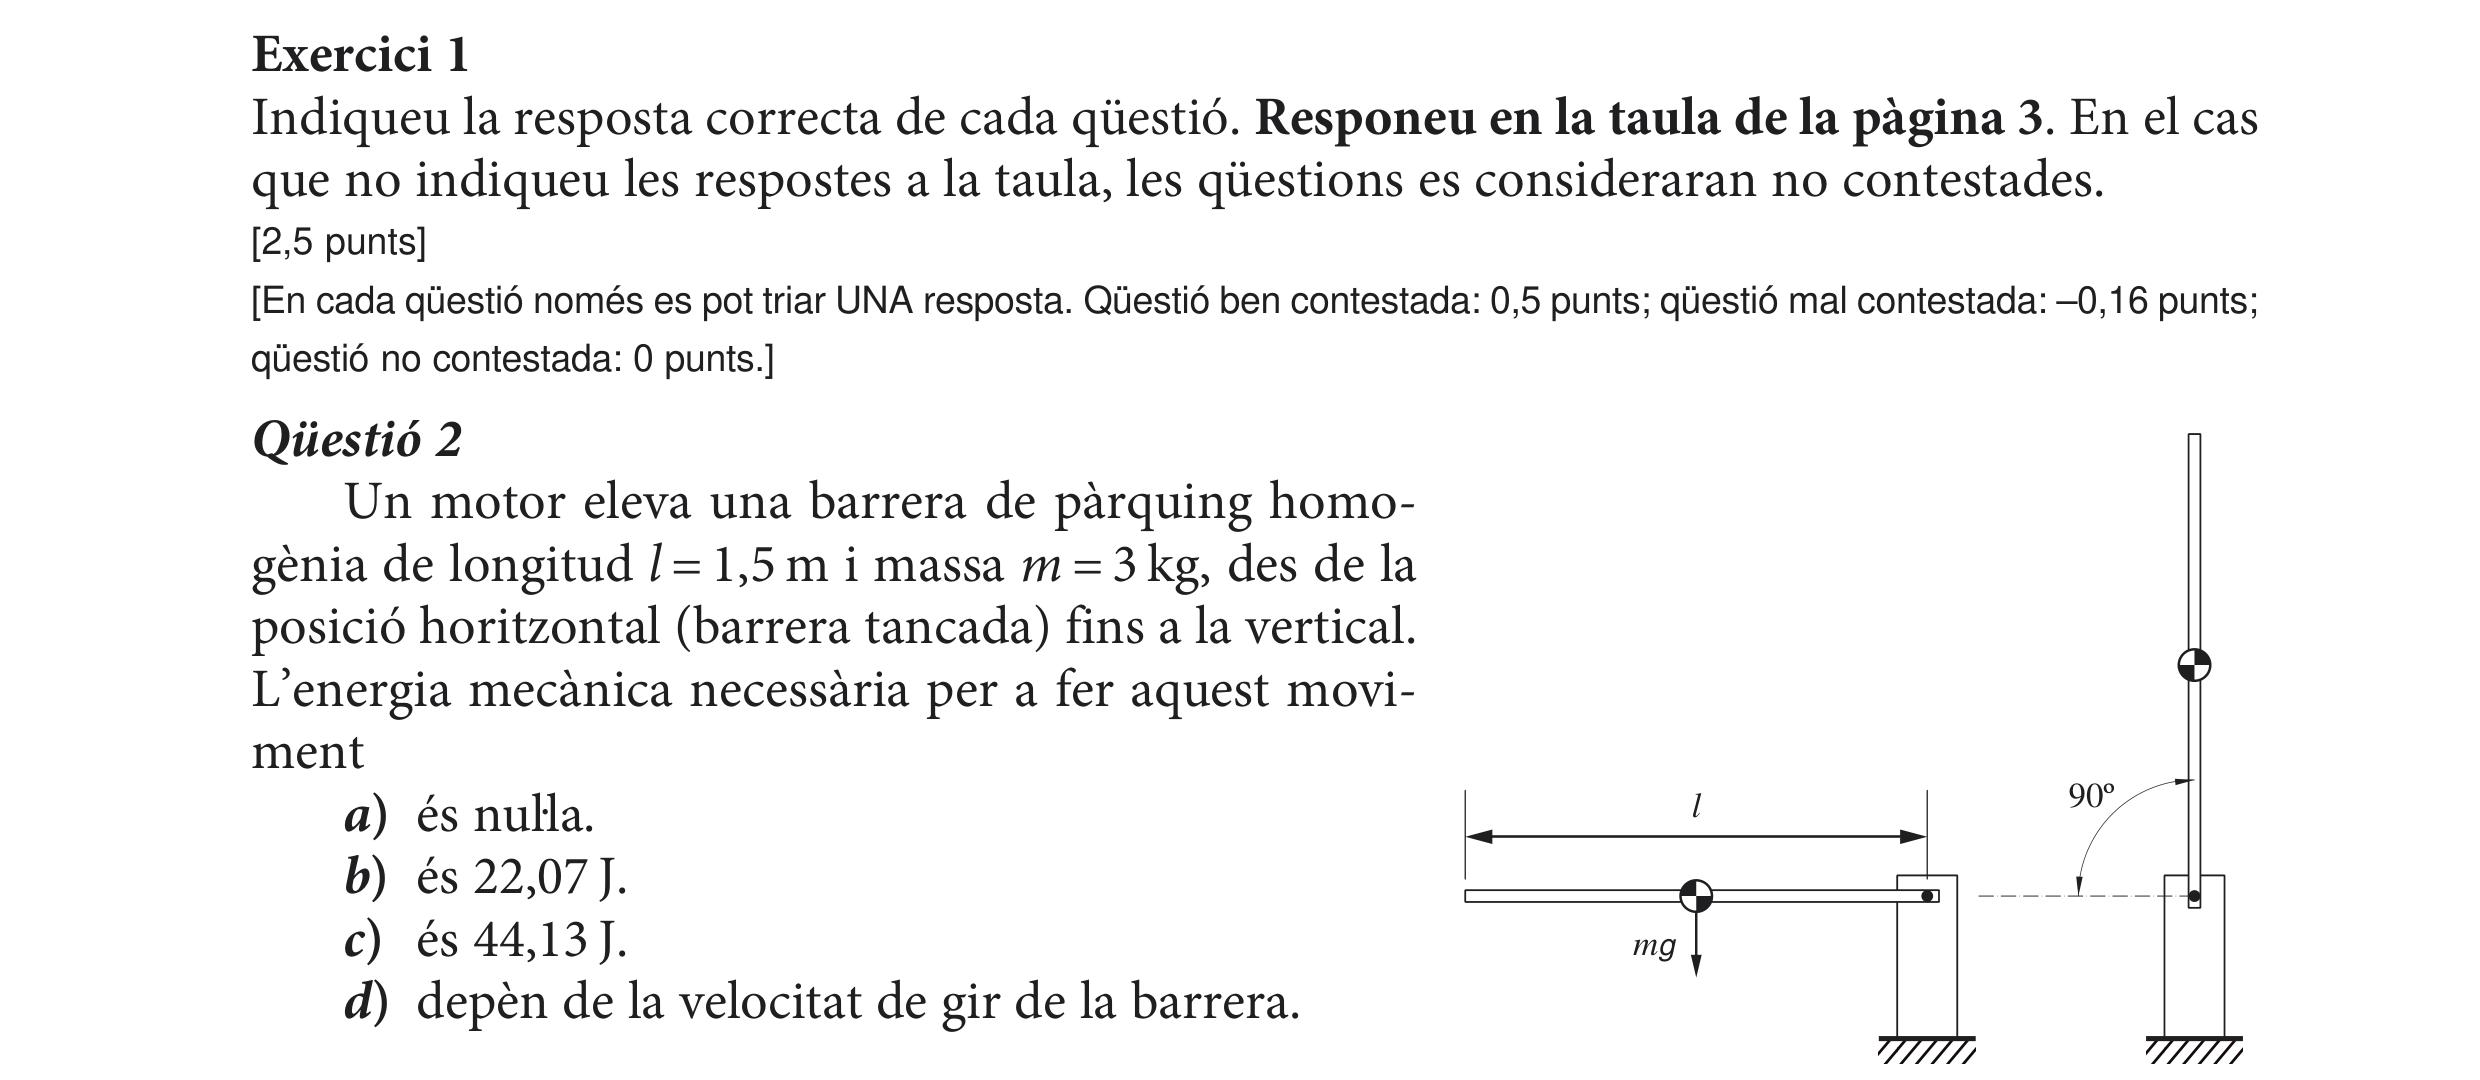 Exercici 1
Indiqueu la resposta correcta de cada qüestió. Responeu en la taula de la pàgina 3. En el cas
que no indiqueu les respostes a la taula, les qüestions es consideraran no contestades.
[2,5 punts]
[En cada qüestió només es pot triar UNA resposta. Qüestió ben contestada: 0,5 punts; qüestió mal contestada: –0,16 punts;
qüestió no contestada: 0 punts.]
Qüestió 2
Un motor eleva una barrera de pàrquing homo-
gènia de longitud l = 1,5 m i massa m = 3 kg, des de la
posició horitzontal (barrera tancada) fins a la vertical.
L’energia mecànica necessària per a fer aquest movi-
ment
a) és nul·la.
b) és 22,07 J.
c) és 44,13 J.
d) depèn de la velocitat de gir de la barrera.
l
mg
90º